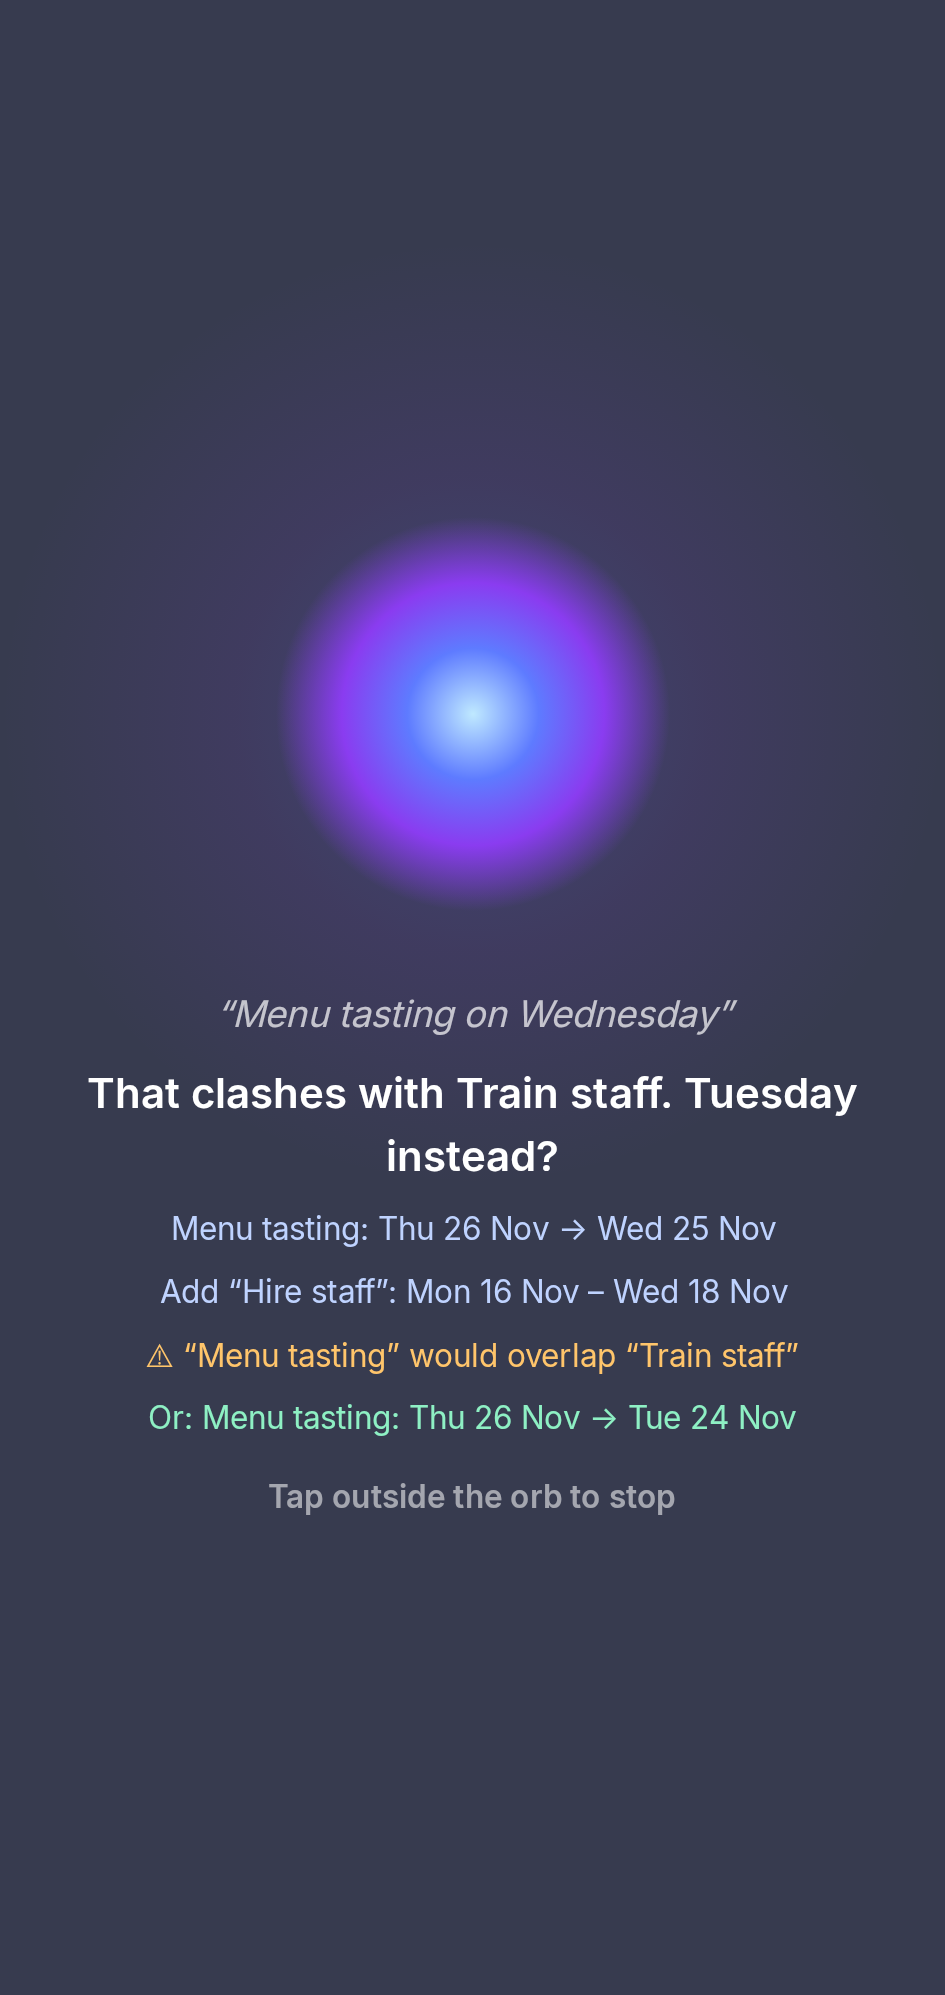 “Menu tasting on Wednesday”
That clashes with Train staff. Tuesday
instead?
Menu tasting: Thu 26 Nov → Wed 25 Nov
Add “Hire staff”: Mon 16 Nov – Wed 18 Nov
⚠ “Menu tasting” would overlap “Train staff”
Or: Menu tasting: Thu 26 Nov → Tue 24 Nov
Tap outside the orb to stop